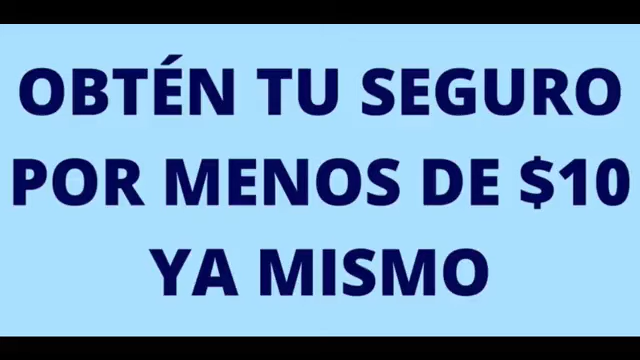 OBTÉN TU SEGURO
POR MENOS DE $10
YA MISMO